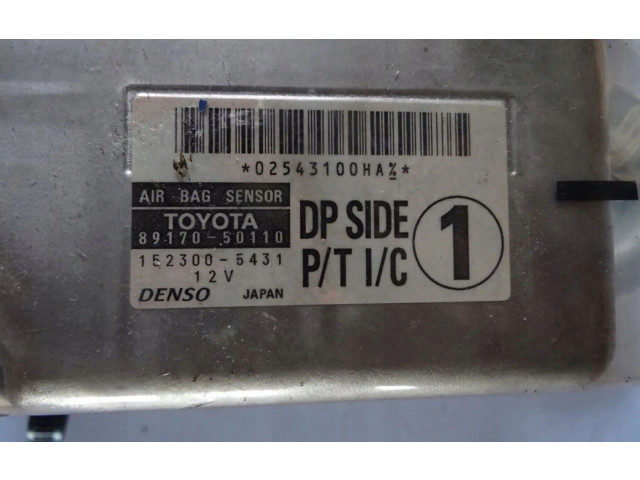 *02543100HA%*
AIR BAG SENSOR
TOYOTA
89170-50110
152300-5431
12V
DENSO JAPAN
DP SIDE
P/T I/C
1